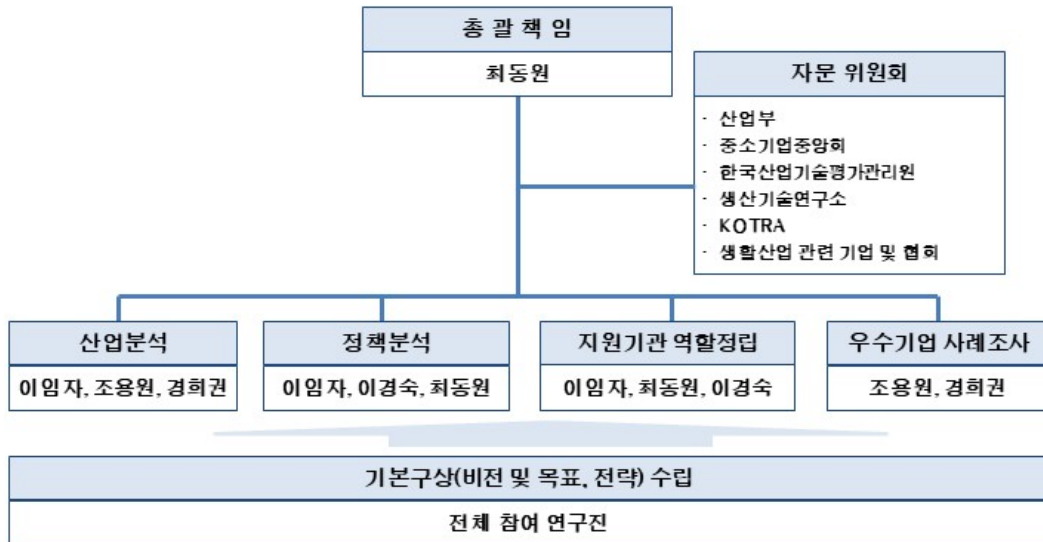 총 괄 책 임
최동원
자문 위원회
· 산업부
· 중소기업중앙회
· 한국산업기술평가관리원
· 생산기술연구소
· KOTRA
· 생활산업 관련 기업 및 협회
산업분석
이임자, 조용원, 경희권
정책분석
이임자, 이경숙, 최동원
지원기관 역할정립
이임자, 최동원, 이경숙
우수기업 사례조사
조용원, 경희권
기본구상(비전 및 목표, 전략) 수립
전체 참여 연구진